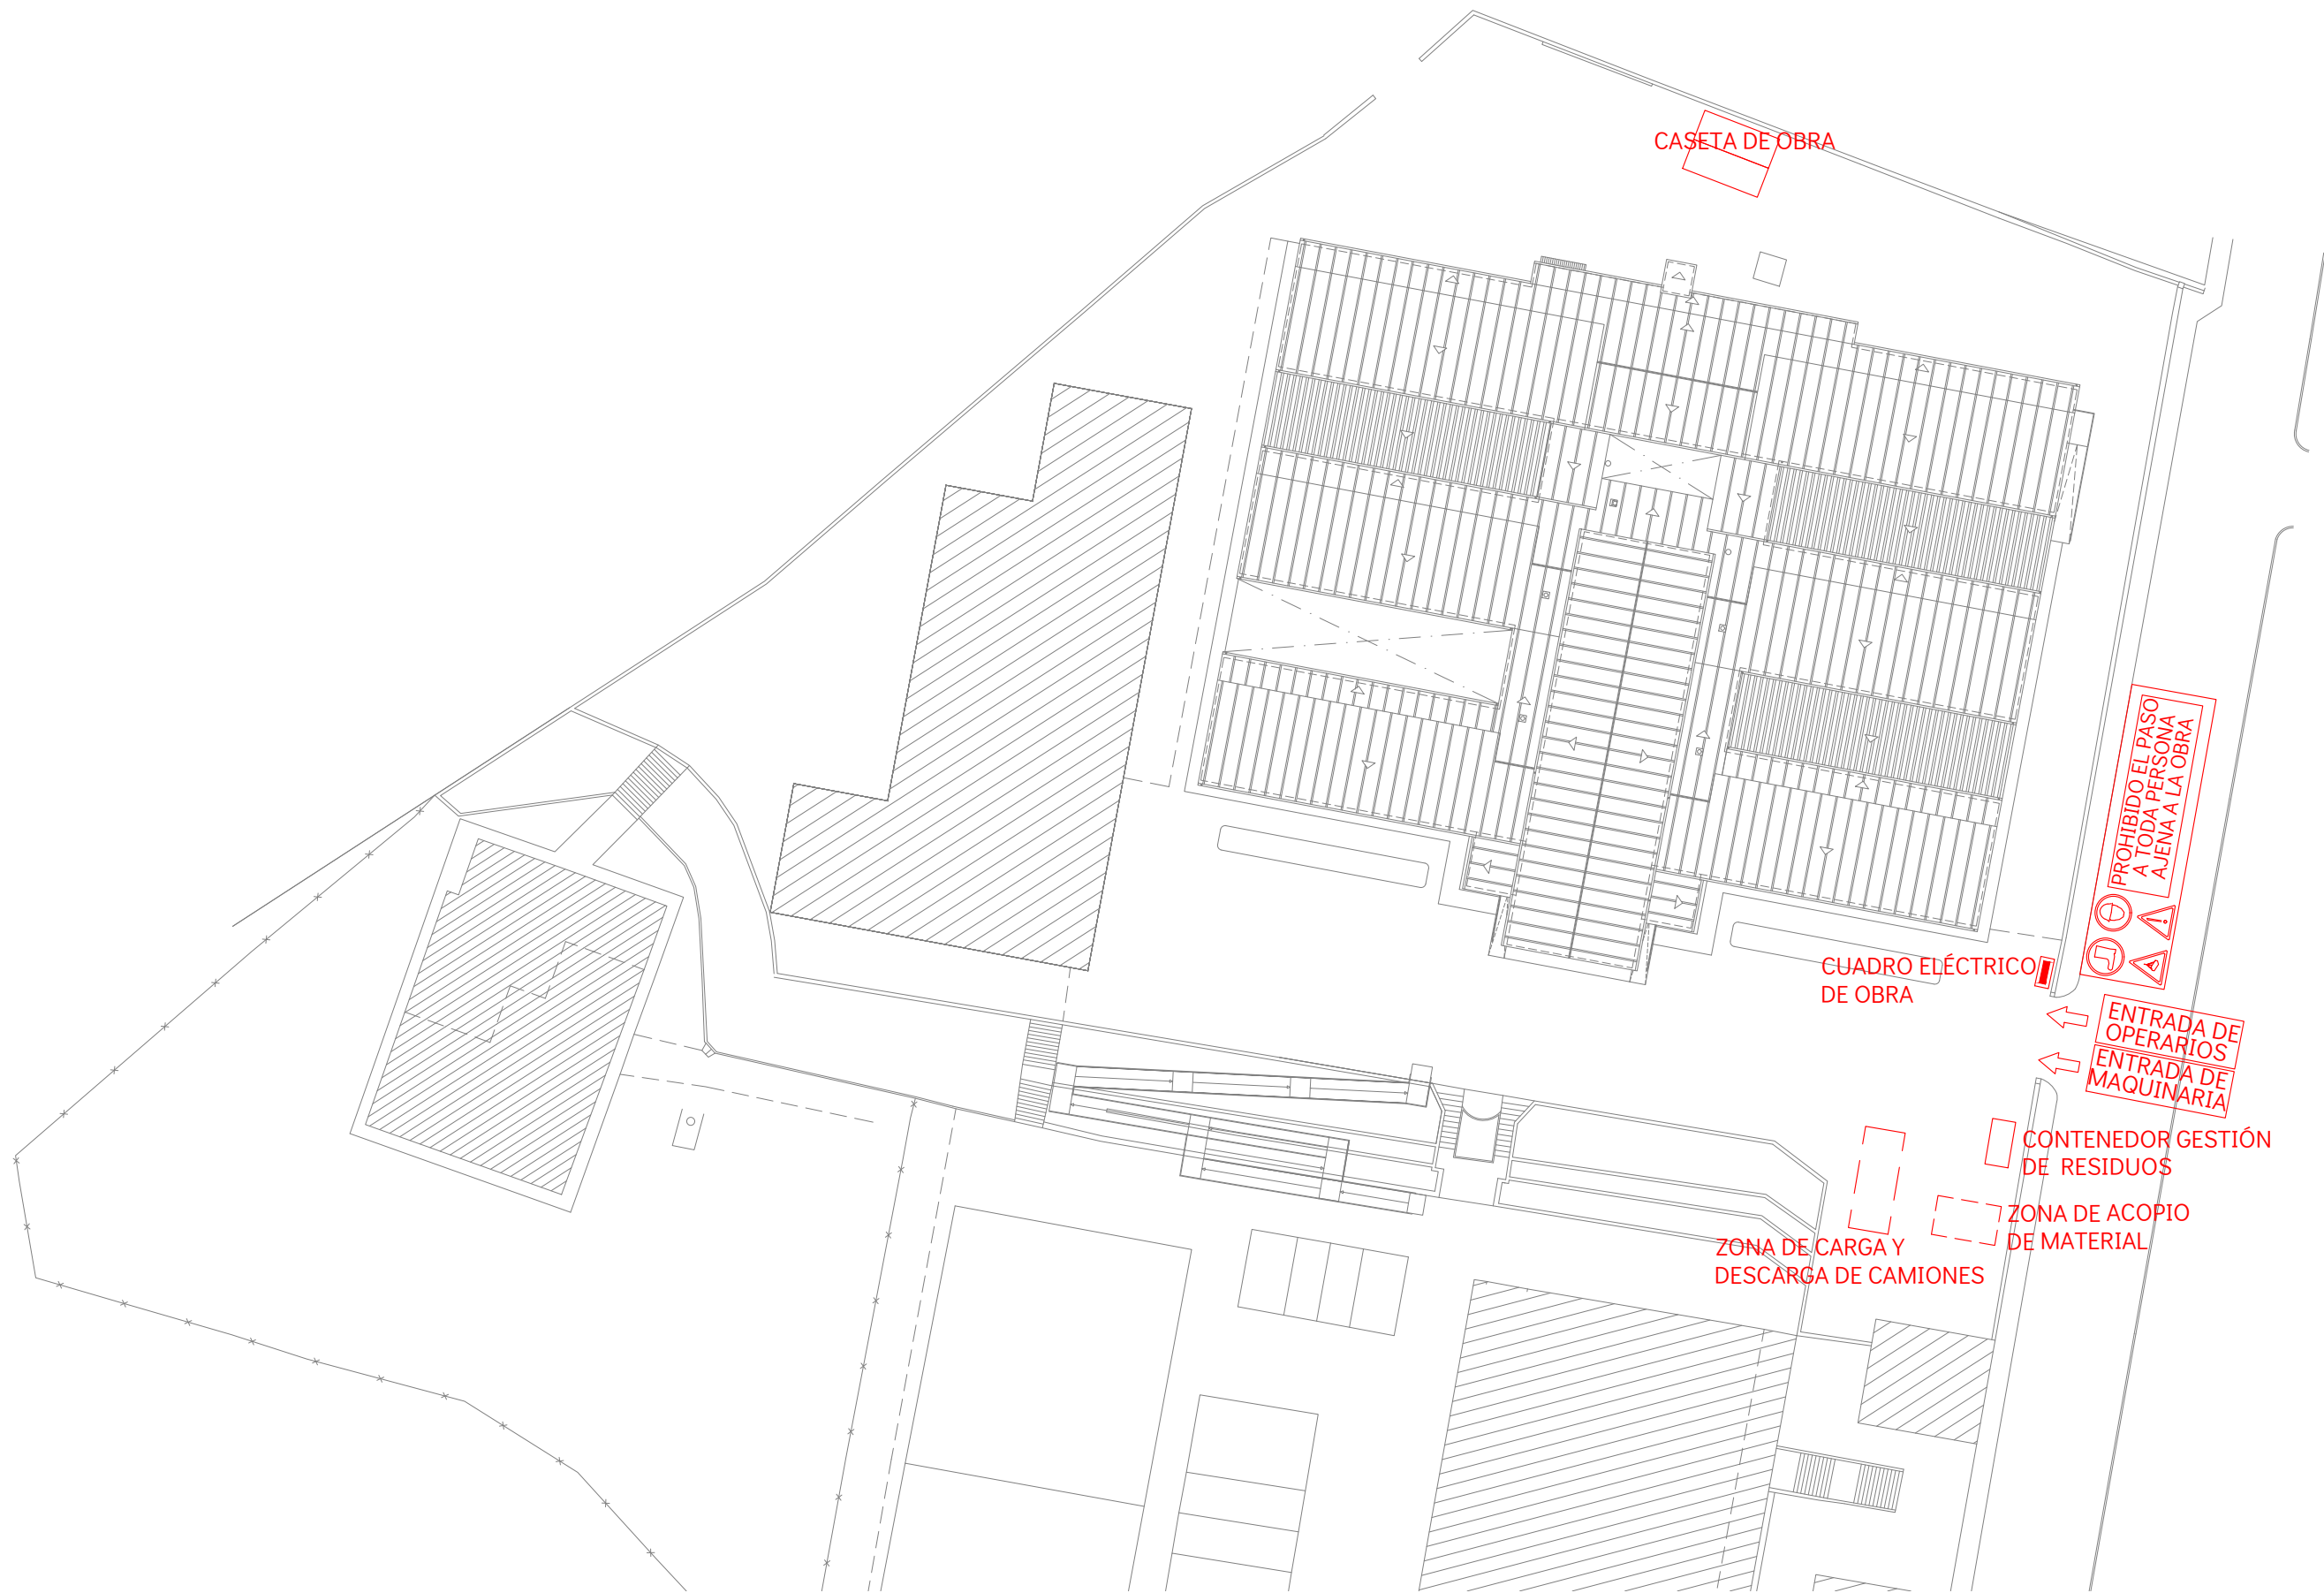 CASETA DE OBRA
PROHIBIDO EL PASO
A TODA PERSONA
AJENA A LA OBRA
CUADRO ELÉCTRICO
DE OBRA
ENTRADA DE
OPERARIOS
ENTRADA DE
MAQUINARIA
CONTENEDOR GESTIÓN
DE RESIDUOS
ZONA DE ACOPIO
DE MATERIAL
ZONA DE CARGA Y
DESCARGA DE CAMIONES